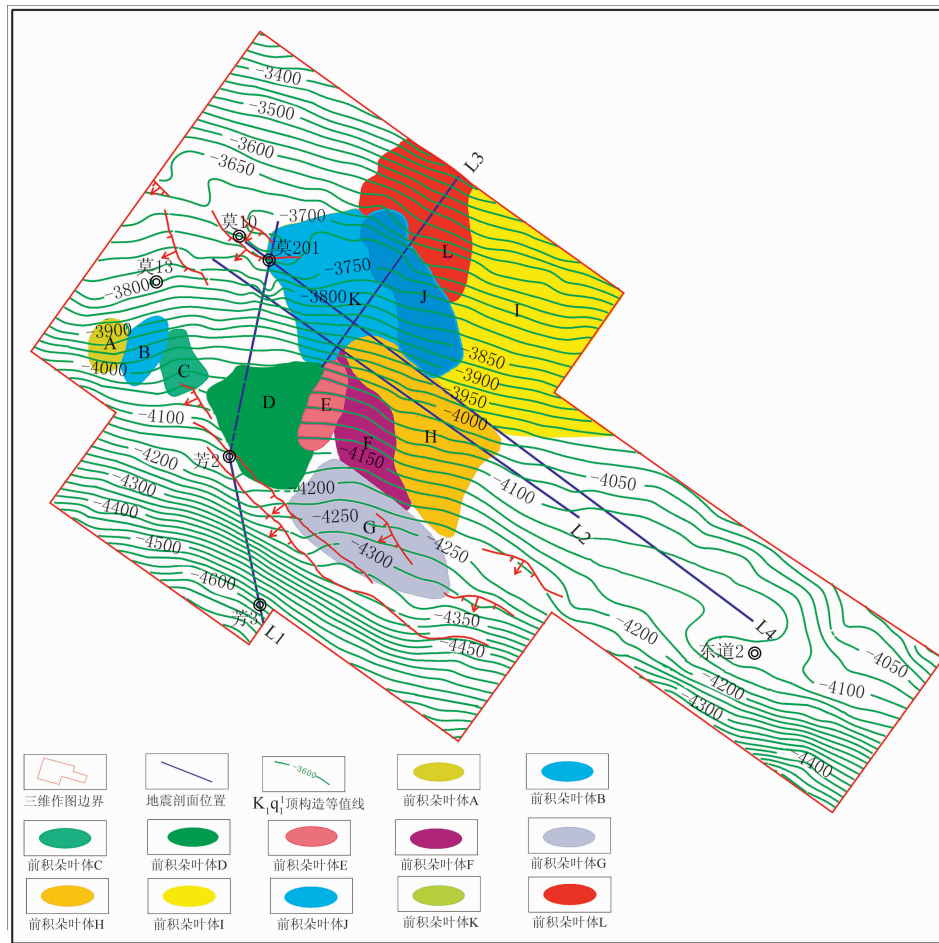 -3400
-3500
-3600
-3650
L3
莫10
-3700
莫201
L
莫13
-3750
-3800
-3800
K
J
I
-3900
A
B
-3850
-4000
C
-3900
-3950
D
E
-4000
-4100
F
H
芳2
-4150
-4200
-4200
-4100
-4050
-4300
-4250
G
L2
-4400
-4300
-4250
-4500
-4600
芳3
L1
-4350
-4450
-4200
L4
东道2
-4050
-4200
-4100
-4300
-4400
三维作图边界
地震剖面位置
-3600
K₁q₁¹顶构造等值线
前积朵叶体A
前积朵叶体B
前积朵叶体C
前积朵叶体D
前积朵叶体E
前积朵叶体F
前积朵叶体G
前积朵叶体H
前积朵叶体I
前积朵叶体J
前积朵叶体K
前积朵叶体L